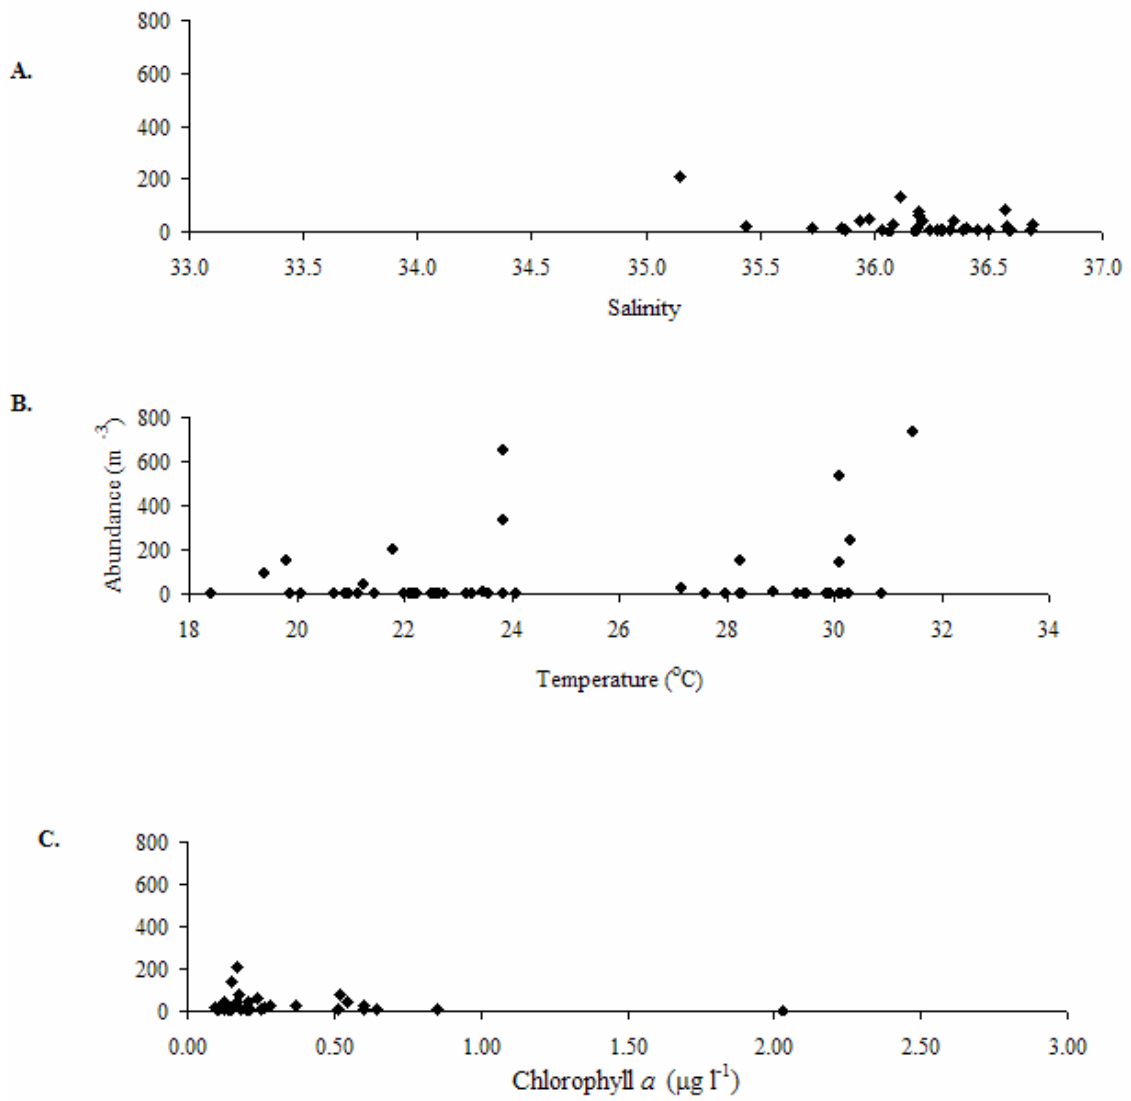 A.
800
600
400
200
0
33.0 33.5 34.0 34.5 35.0 35.5 36.0 36.5 37.0
Salinity
B.
Abundance (m⁻³)
800
600
400
200
0
18 20 22 24 26 28 30 32 34
Temperature (°C)
C.
800
600
400
200
0
0.00 0.50 1.00 1.50 2.00 2.50 3.00
Chlorophyll a (µg l⁻¹)